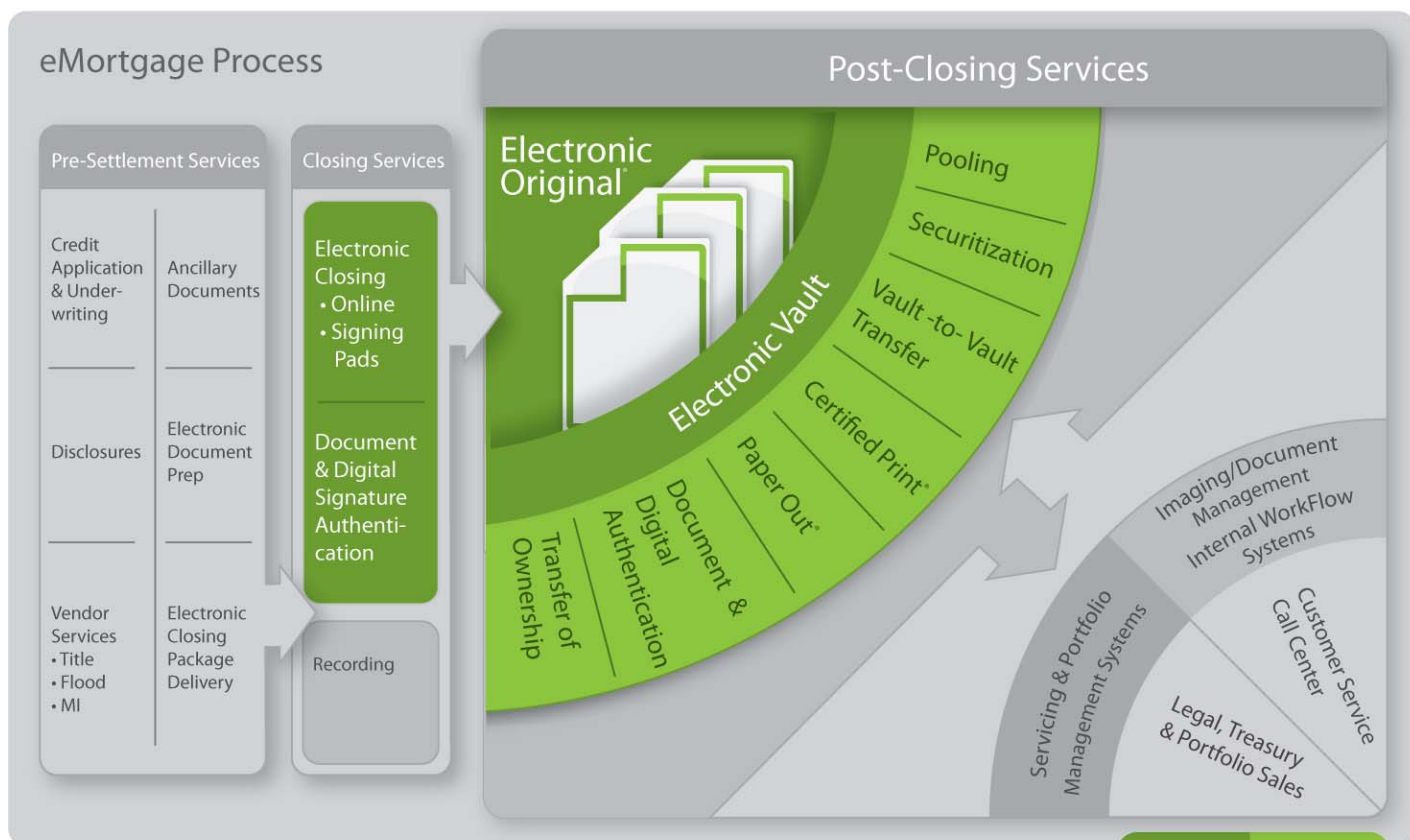 eMortgage Process
Post-Closing Services
Pre-Settlement Services
Credit
Application
& Under-
writing
Ancillary
Documents
Disclosures
Electronic
Document
Prep
Vendor
Services
• Title
• Flood
• MI
Electronic
Closing
Package
Delivery
Closing Services
Electronic
Closing
• Online
• Signing
Pads
Document
& Digital
Signature
Authenti-
cation
Recording
Electronic
Original®
Electronic Vault
Pooling
Securitization
Vault -to- Vault
Transfer
Certified Print®
Paper Out®
Document &
Digital
Authentication
Transfer of
Ownership
Imaging/Document
Management
Internal WorkFlow
Systems
Servicing & Portfolio
Management Systems
Customer Service
Call Center
Legal, Treasury
& Portfolio Sales